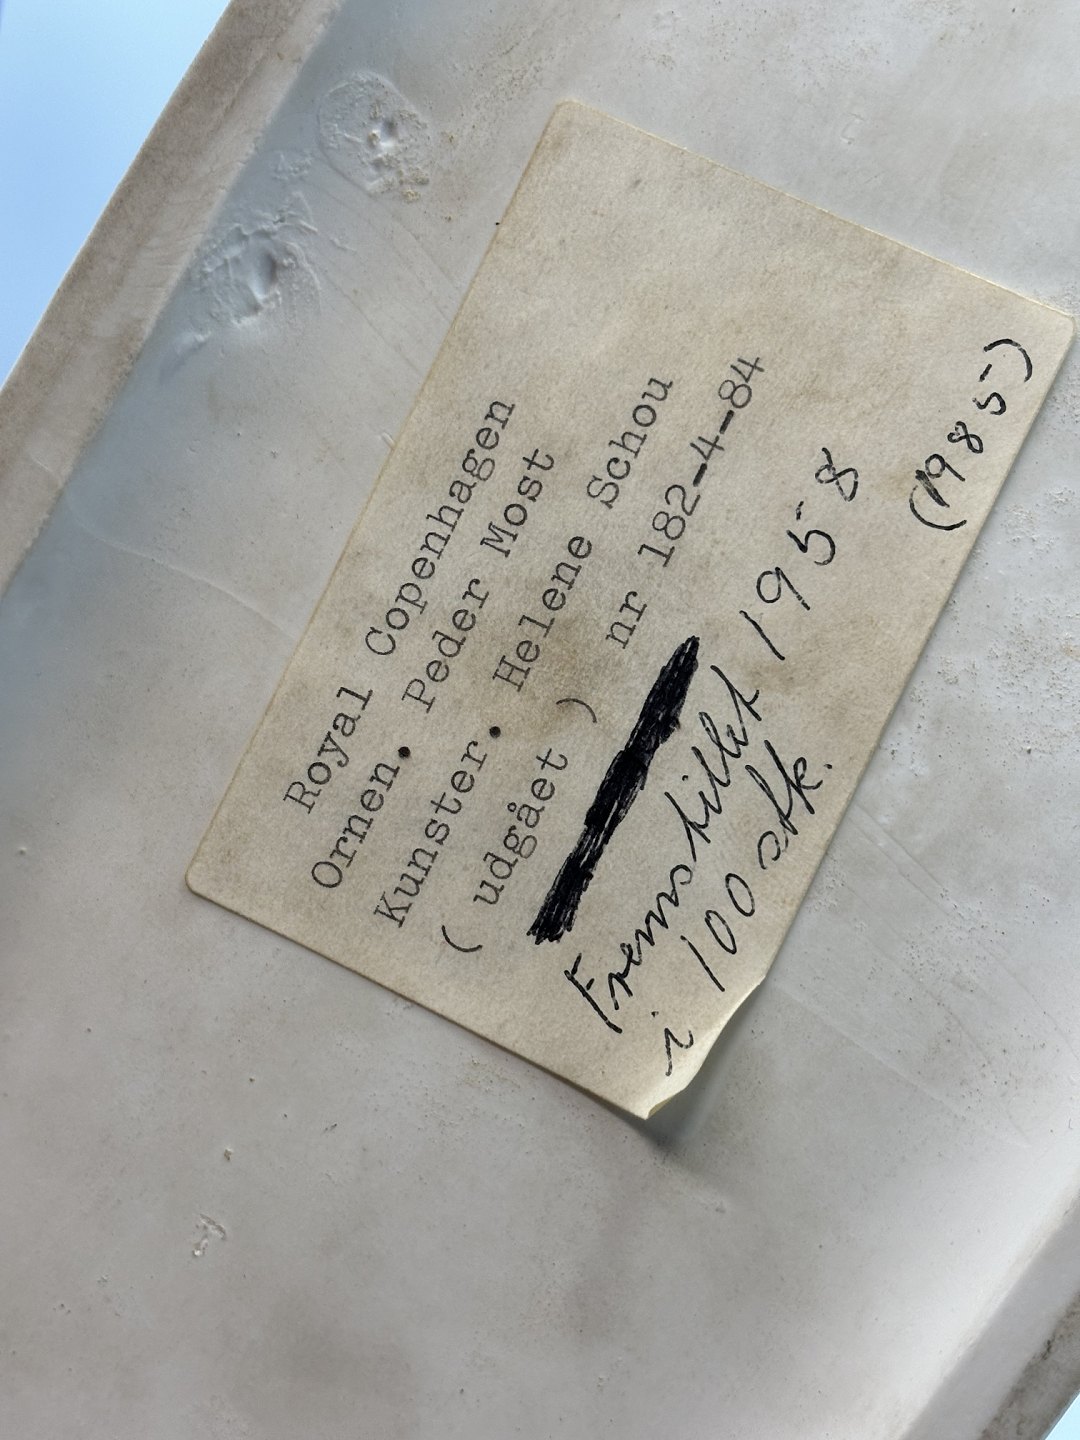 Royal Copenhagen
Ornen. Peder Most
Kunster. Helene Schou
( udgået ) nr 182-4-84
Fremstillet 1958
i 100 stk.
(1985)